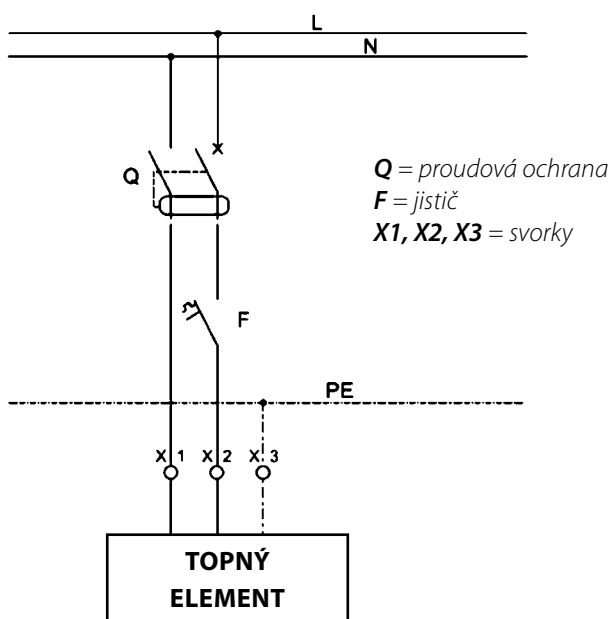 L
N
Q
Q = proudová ochrana
F = jistič
X1, X2, X3 = svorky
F
PE
X 1 X 2 X 3
TOPNÝ
ELEMENT